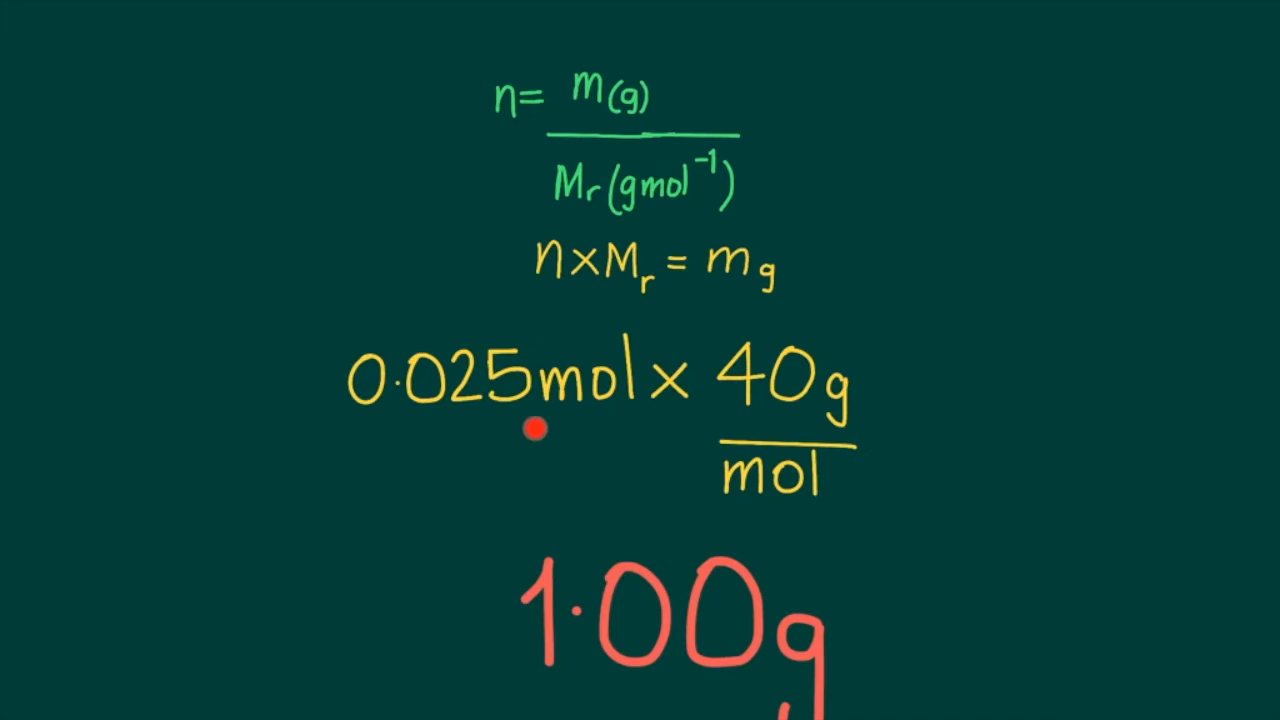 n= m(g)
Mr(gmol⁻¹)
n×Mr = mg
0·025mol × 40g
mol
1·00g